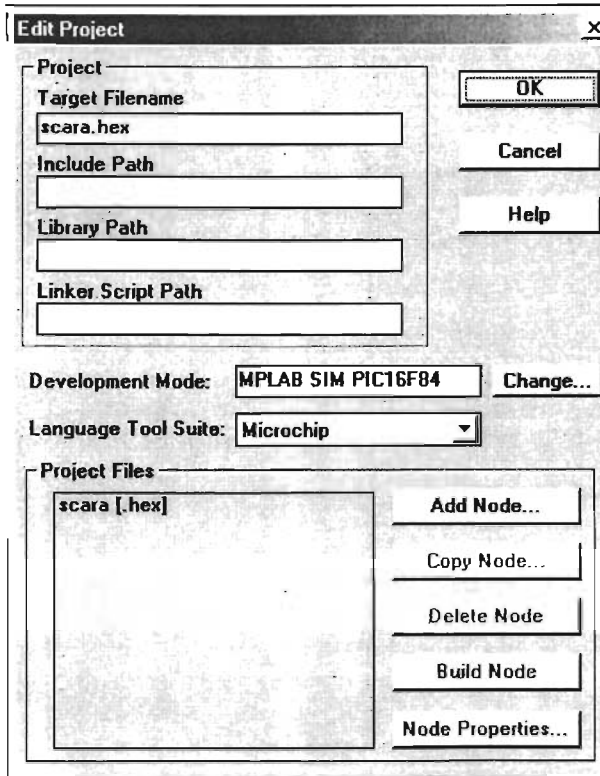 Edit Project
Project
Target Filename
OK
scara.hex
Include Path
Cancel
Library Path
Help
Linker Script Path
Development Mode: MPLAB SIM PIC16F84 Change...
Language Tool Suite: Microchip
Project Files
scara [.hex]
Add Node...
Copy Node...
Delete Node
Build Node
Node Properties...